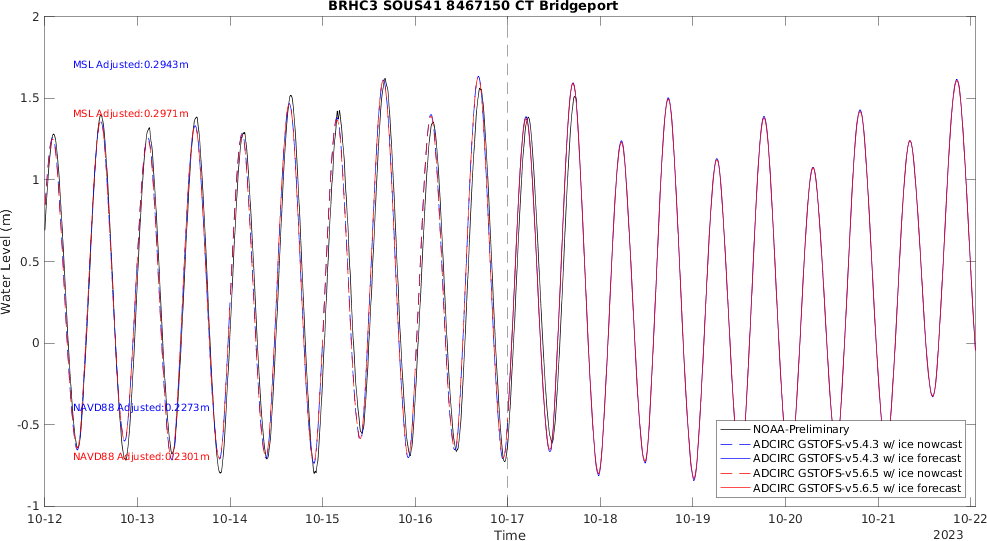 BRHC3 SOUS41 8467150 CT Bridgeport
2
1.5
1
0.5
0
-0.5
-1
Water Level (m)
MSL Adjusted:0.2943m
MSL Adjusted:0.2971m
NAVD88 Adjusted:0.2273m
NAVD88 Adjusted:0.2301m
NOAA-Preliminary
ADCIRC GSTOFS-v5.4.3 w/ ice nowcast
ADCIRC GSTOFS-v5.4.3 w/ ice forecast
ADCIRC GSTOFS-v5.6.5 w/ ice nowcast
ADCIRC GSTOFS-v5.6.5 w/ ice forecast
10-12 10-13 10-14 10-15 10-16 10-17 10-18 10-19 10-20 10-21 10-22
Time
2023